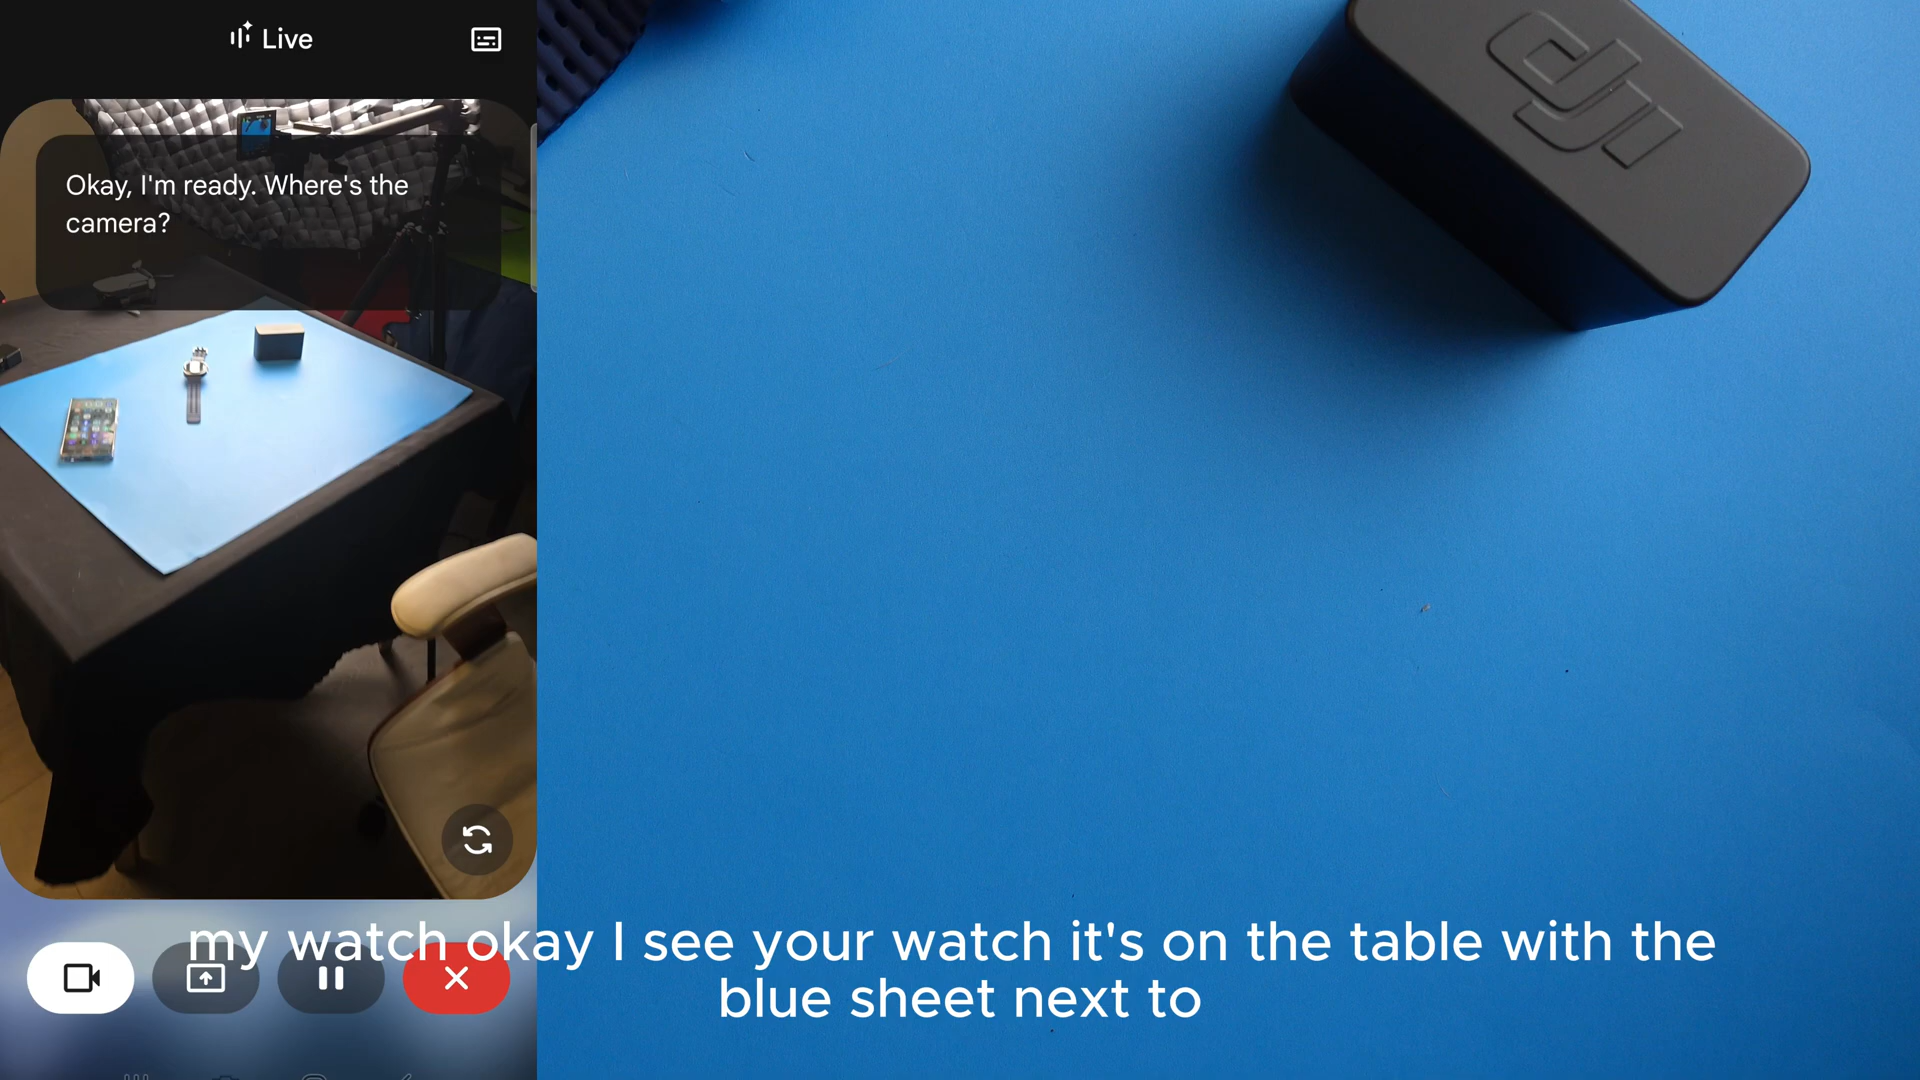 Live
Okay, I'm ready. Where's the
camera?
dji
my watch okay I see your watch it's on the table with the
blue sheet next to